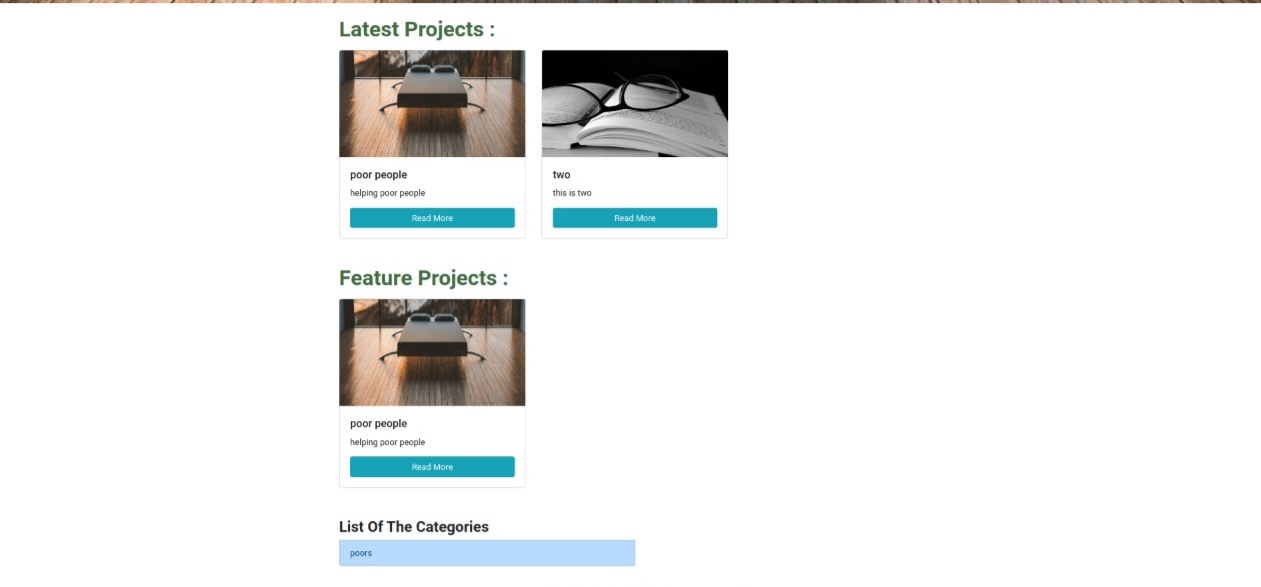 Latest Projects :
poor people
helping poor people
Read More
two
this is two
Read More
Feature Projects :
poor people
helping poor people
Read More
List Of The Categories
poors